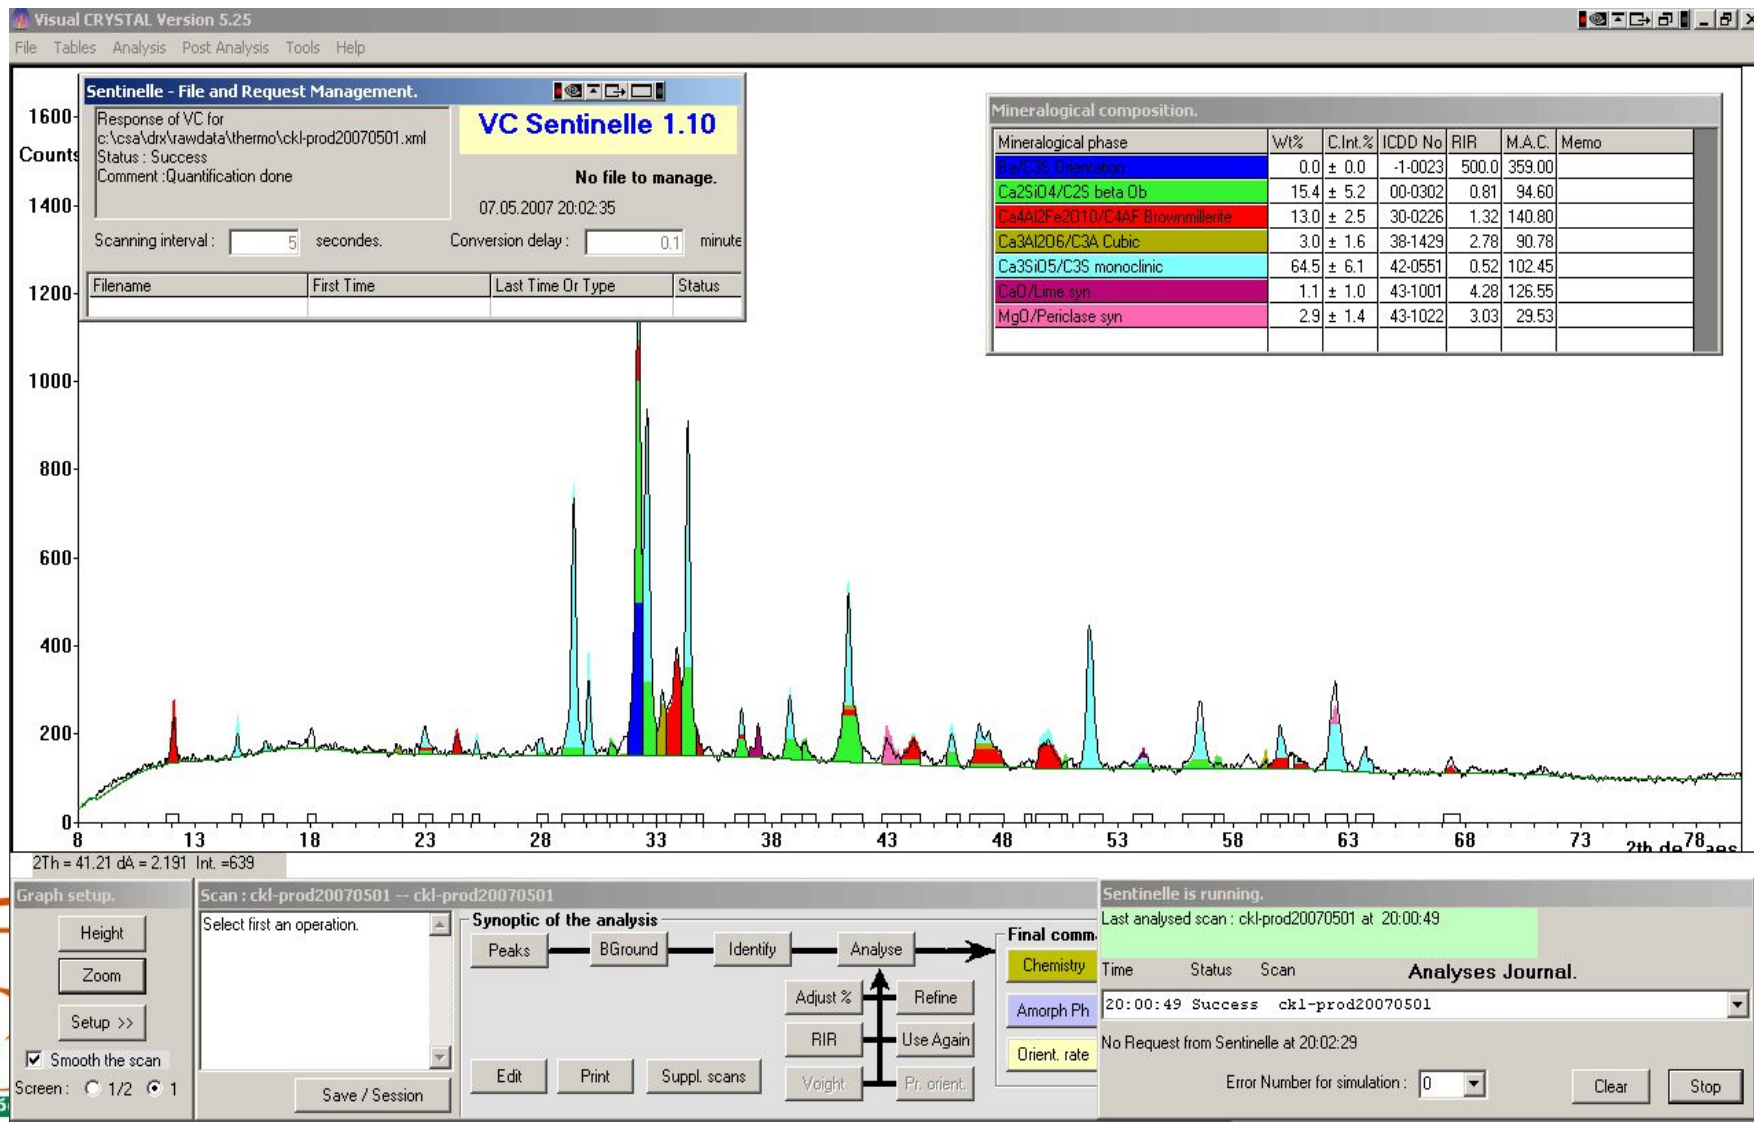 Visual CRYSTAL Version 5.25
File Tables Analysis Post Analysis Tools Help
Sentinelle - File and Request Management.
Response of VC for
c:\csa\drx\rawdata\thermo\ckl-prod20070501.xml
Status : Success
Comment :Quantification done
VC Sentinelle 1.10
No file to manage.
07.05.2007 20:02:35
Scanning interval : 5 secondes. Conversion delay : 0.1 minute
Filename First Time Last Time Or Type Status
Mineralogical composition.
Mineralogical phase Wt% C.Int.% ICDD No RIR M.A.C. Memo
Ba/C3S Orientation 0.0 ± 0.0 -1-0023 500.0 359.00
Ca2SiO4/C2S beta Ob 15.4 ± 5.2 00-0302 0.81 94.60
Ca4Al2Fe2O10/C4AF Brownmillerite 13.0 ± 2.5 30-0226 1.32 140.80
Ca3Al2O6/C3A Cubic 3.0 ± 1.6 38-1429 2.78 90.78
Ca3SiO5/C3S monoclinic 64.5 ± 6.1 42-0551 0.52 102.45
CaO/Lime syn 1.1 ± 1.0 43-1001 4.28 126.55
MgO/Periclase syn 2.9 ± 1.4 43-1022 3.03 29.53
1600
Counts
1400
1200
1000
800
600
400
200
0
8 13 18 23 28 33 38 43 48 53 58 63 68 73 78
2Th = 41.21 dA = 2.191 Int. =639
Graph setup.
Height
Zoom
Setup >>
Smooth the scan
Screen : 1/2 1
Scan : ckl-prod20070501 -- ckl-prod20070501
Select first an operation.
Save / Session
Synoptic of the analysis
Peaks BGround Identify Analyse
Adjust % Refine
RIR Use Again
Voight Pr. orient.
Edit Print Suppl. scans
Final comm
Chemistry
Amorph Ph
Orient. rate
Sentinelle is running.
Last analysed scan : ckl-prod20070501 at 20:00:49
Time Status Scan Analyses Journal.
20:00:49 Success ckl-prod20070501
No Request from Sentinelle at 20:02:29
Error Number for simulation : 0
Clear Stop